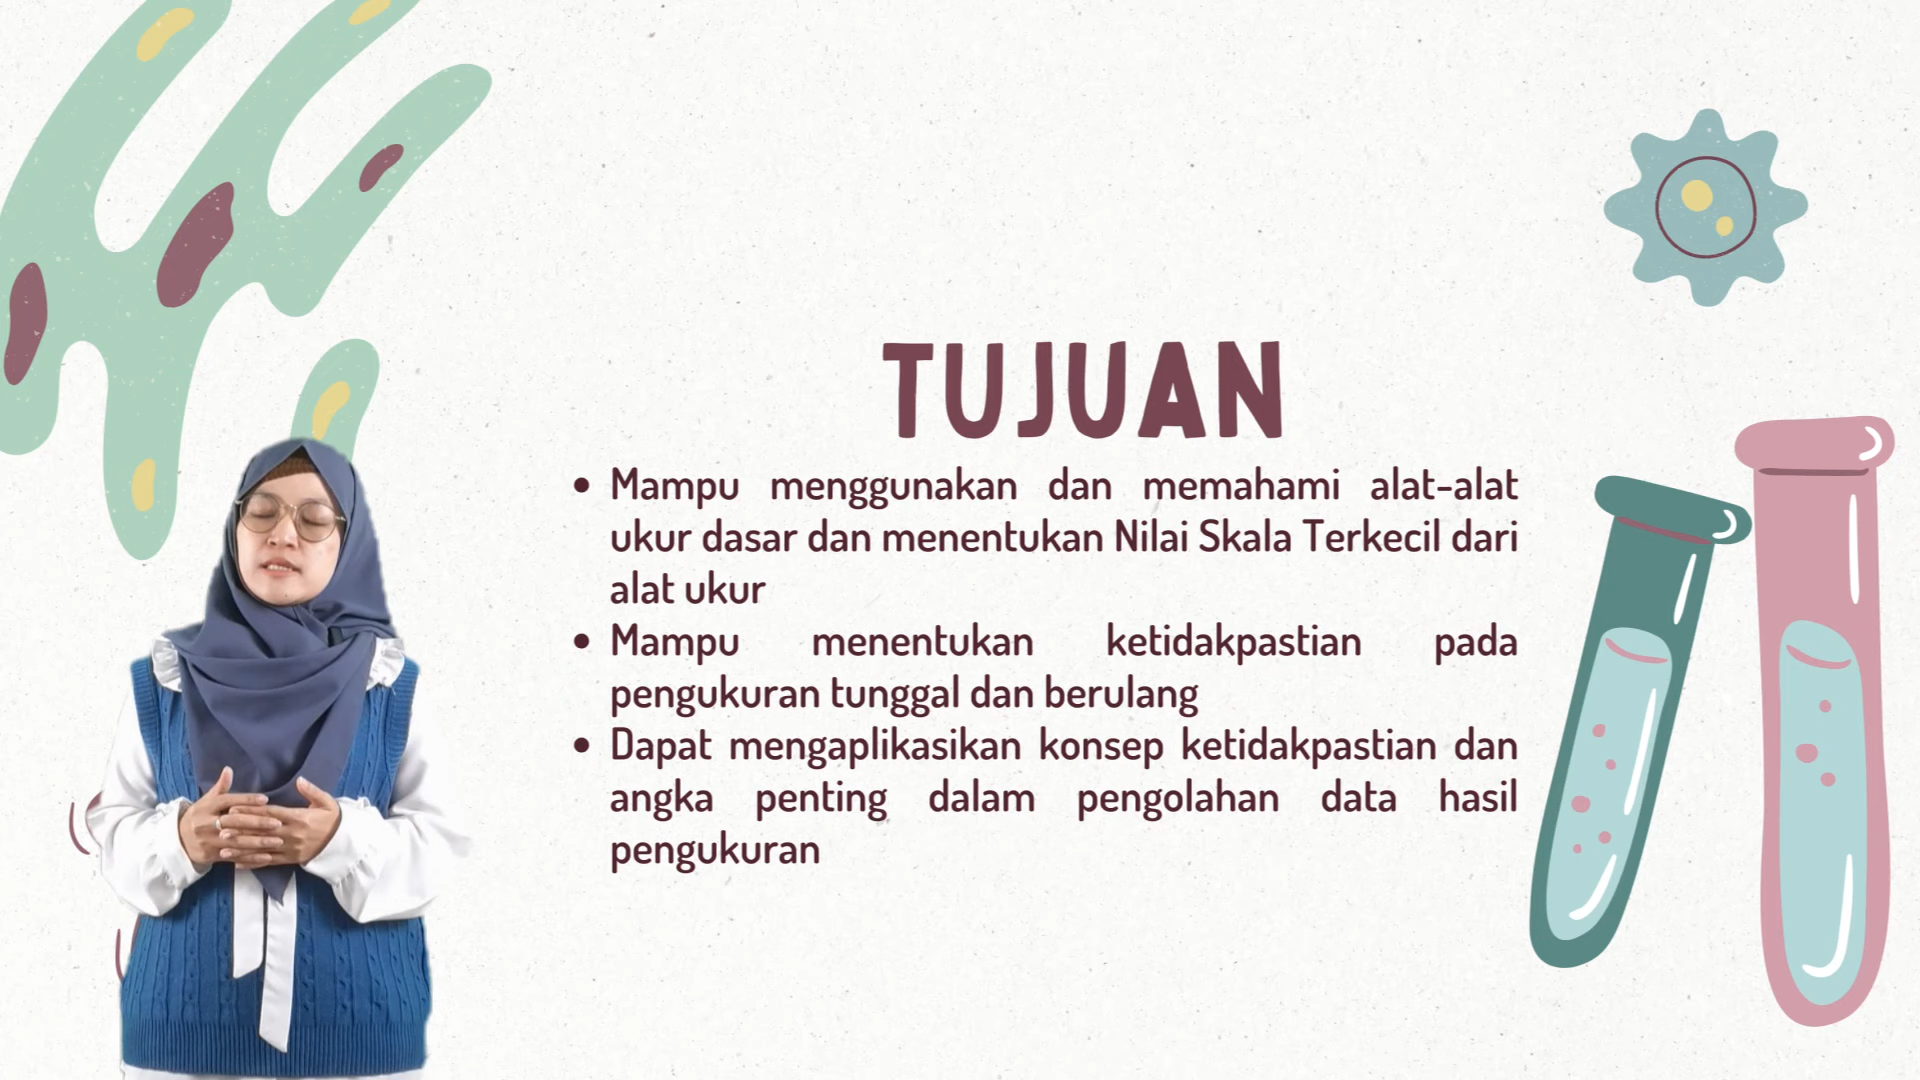 TUJUAN
• Mampu menggunakan dan memahami alat-alat
ukur dasar dan menentukan Nilai Skala Terkecil dari
alat ukur
• Mampu menentukan ketidakpastian pada
pengukuran tunggal dan berulang
• Dapat mengaplikasikan konsep ketidakpastian dan
angka penting dalam pengolahan data hasil
pengukuran